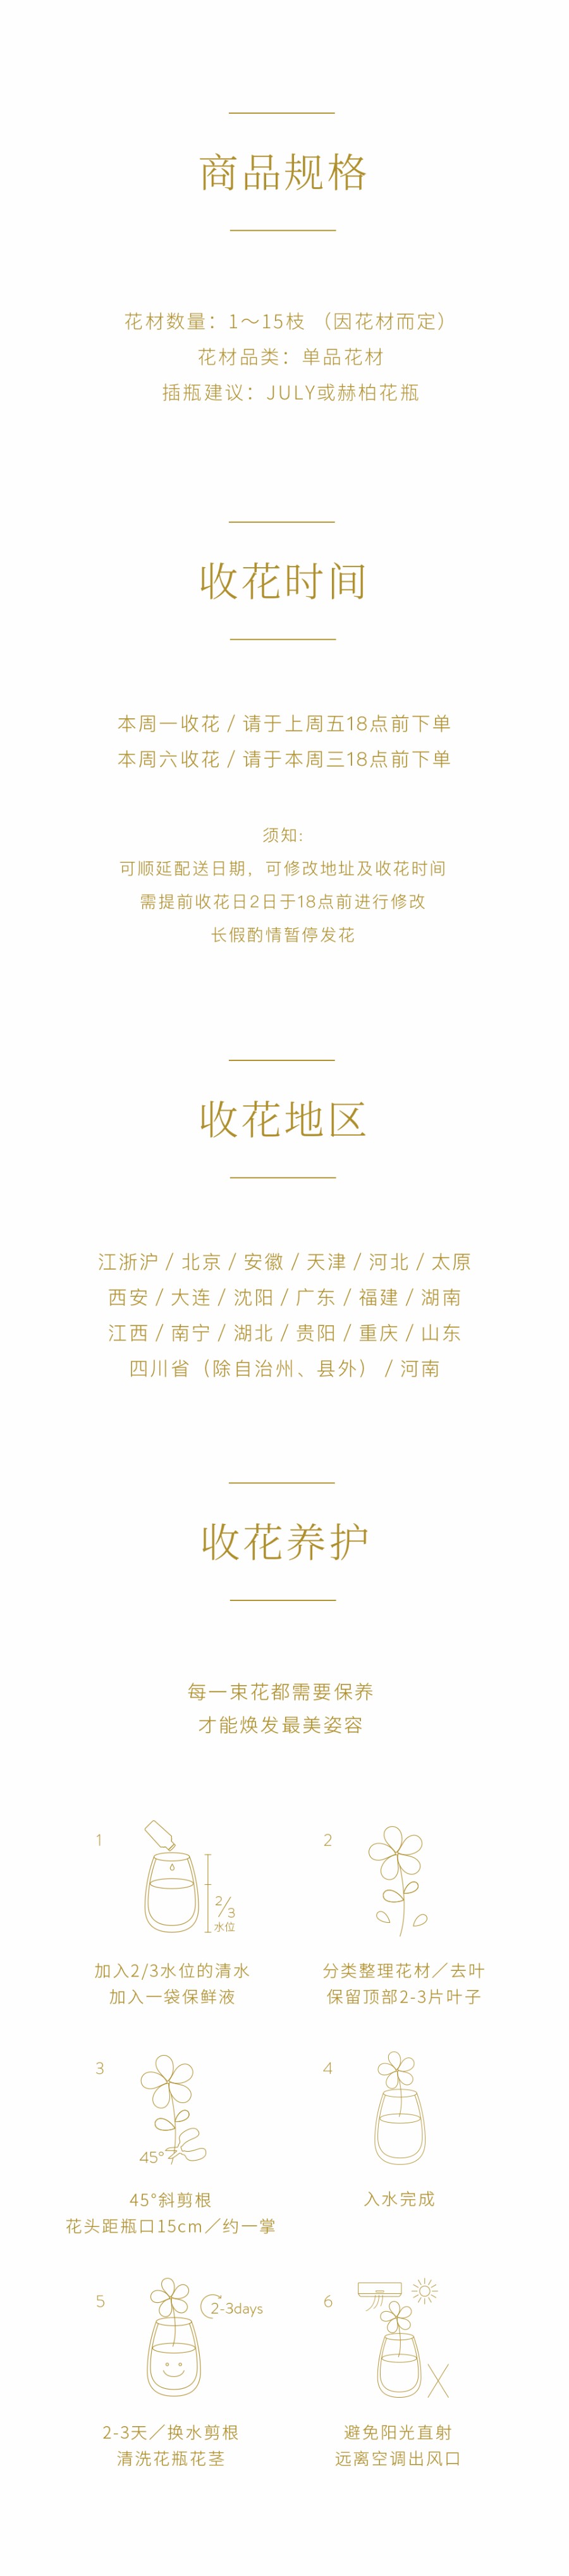 商品规格
花材数量：1～15枝 （因花材而定）
花材品类：单品花材
插瓶建议：JULY或赫柏花瓶
收花时间
本周一收花 / 请于上周五18点前下单
本周六收花 / 请于本周三18点前下单
须知:
可顺延配送日期，可修改地址及收花时间
需提前收花日2日于18点前进行修改
长假酌情暂停发花
收花地区
江浙沪 / 北京 / 安徽 / 天津 / 河北 / 太原
西安 / 大连 / 沈阳 / 广东 / 福建 / 湖南
江西 / 南宁 / 湖北 / 贵阳 / 重庆 / 山东
四川省（除自治州、县外） / 河南
收花养护
每一束花都需要保养
才能焕发最美姿容
1
2/3
水位
加入2/3水位的清水
加入一袋保鲜液
2
分类整理花材／去叶
保留顶部2-3片叶子
3
45°
45°斜剪根
花头距瓶口15cm／约一掌
4
入水完成
5
2-3days
2-3天／换水剪根
清洗花瓶花茎
6
避免阳光直射
远离空调出风口